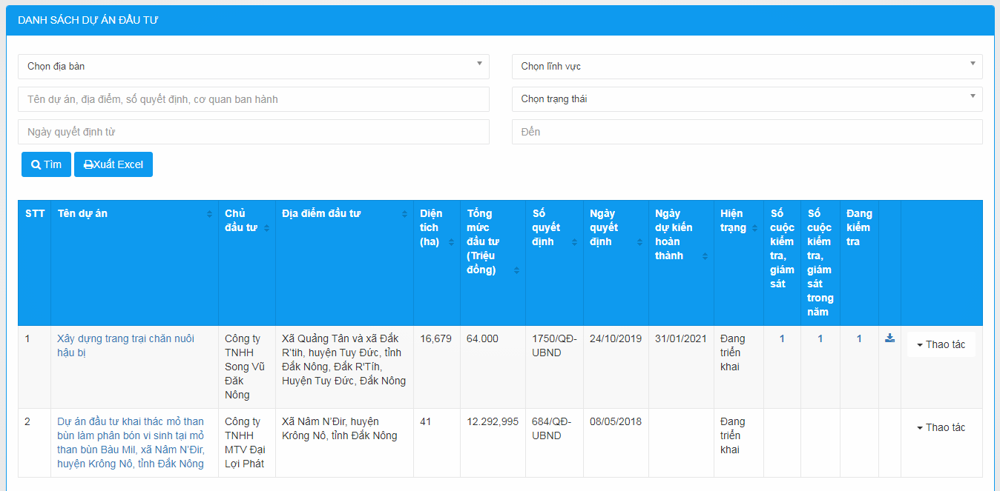 DANH SÁCH DỰ ÁN ĐẦU TƯ
Chọn địa bàn
Chọn lĩnh vực
Tên dự án, địa điểm, số quyết định, cơ quan ban hành
Chọn trạng thái
Ngày quyết định từ
Đến
Tìm
Xuất Excel
STT
Tên dự án
Chủ
đầu tư
Địa điểm đầu tư
Diện
tích
(ha)
Tổng
mức
đầu tư
(Triệu
đồng)
Số
quyết
định
Ngày
quyết
định
Ngày
dự kiến
hoàn
thành
Hiện
trạng
Số
cuộc
kiểm
tra,
giám
sát
Số
cuộc
kiểm
tra,
giám
sát
trong
năm
Đang
kiểm
tra
1
Xây dựng trang trại chăn nuôi
hậu bị
Công ty
TNHH
Song Vũ
Đăk
Nông
Xã Quảng Tân và xã Đắk
R'tih, huyện Tuy Đức, tỉnh
Đắk Nông, Đắk R'Tíh,
Huyện Tuy Đức, Đắk Nông
16,679
64.000
1750/QĐ-
UBND
24/10/2019
31/01/2021
Đang
triển
khai
1
1
1
Thao tác
2
Dự án đầu tư khai thác mỏ than
bùn làm phân bón vi sinh tại mỏ
than bùn Bàu Mil, xã Nâm N'Đir,
huyện Krông Nô, tỉnh Đắk Nông
Công ty
TNHH
MTV Đại
Lợi Phát
Xã Nâm N’Đir, huyện
Krông Nô, tỉnh Đắk Nông
41
12.292,995
684/QĐ-
UBND
08/05/2018
Đang
triển
khai
Thao tác